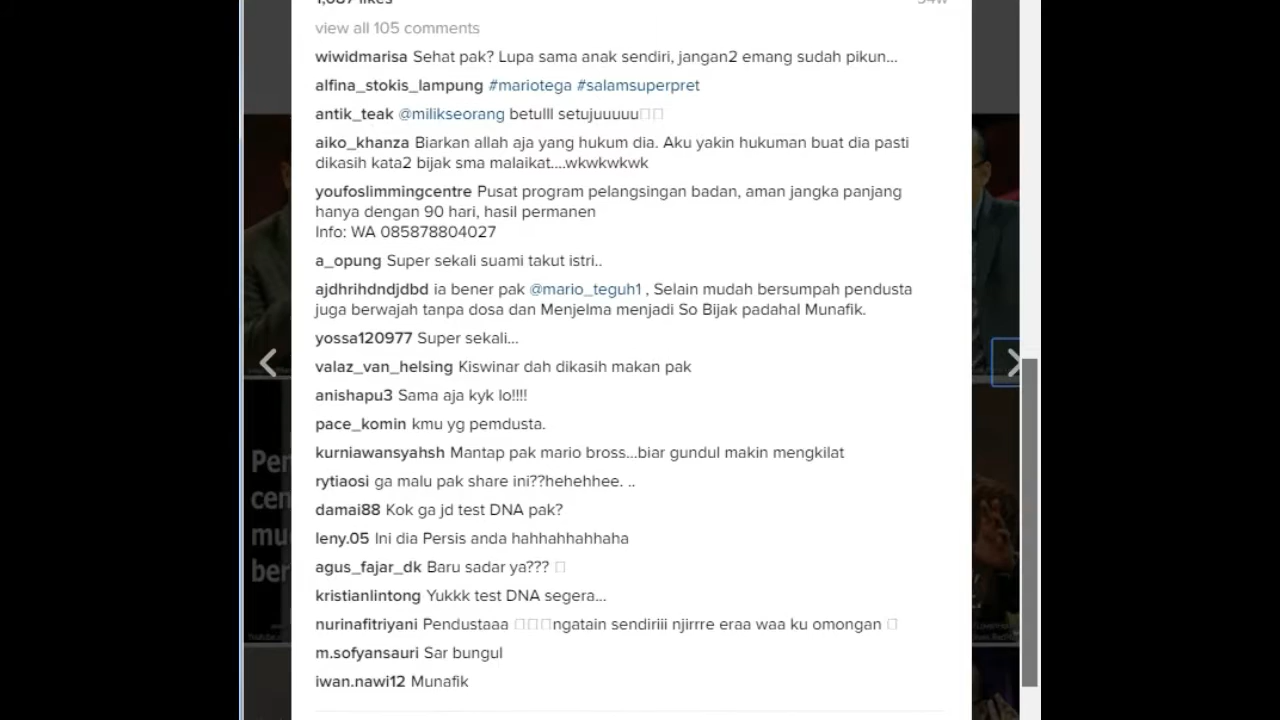 view all 105 comments
wiwidmarisa Sehat pak? Lupa sama anak sendiri, jangan2 emang sudah pikun...
alfina_stokis_lampung #mariotega #salamsuperpret
antik_teak @milikseorang betulll setujuuuuu
aiko_khanza Biarkan allah aja yang hukum dia. Aku yakin hukuman buat dia pasti
dikasih kata2 bijak sma malaikat....wkwkwkwk
youfoslimmingcentre Pusat program pelangsingan badan, aman jangka panjang
hanya dengan 90 hari, hasil permanen
Info: WA 085878804027
a_opung Super sekali suami takut istri..
ajdhrihdndjdbd ia bener pak @mario_teguh1 , Selain mudah bersumpah pendusta
juga berwajah tanpa dosa dan Menjelma menjadi So Bijak padahal Munafik.
yossa120977 Super sekali...
valaz_van_helsing Kiswinar dah dikasih makan pak
anishapu3 Sama aja kyk lo!!!!
pace_komin kmu yg pemdusta.
kurniawansyahsh Mantap pak mario bross...biar gundul makin mengkilat
rytiaosi ga malu pak share ini??hehehhee. ..
damai88 Kok ga jd test DNA pak?
leny.05 Ini dia Persis anda hahhahhahhaha
agus_fajar_dk Baru sadar ya???
kristianlintong Yukkk test DNA segera...
nurinafitriyani Pendustaaa ngatain sendiriii njirrre eraa waa ku omongan
m.sofyansauri Sar bungul
iwan.nawi12 Munafik